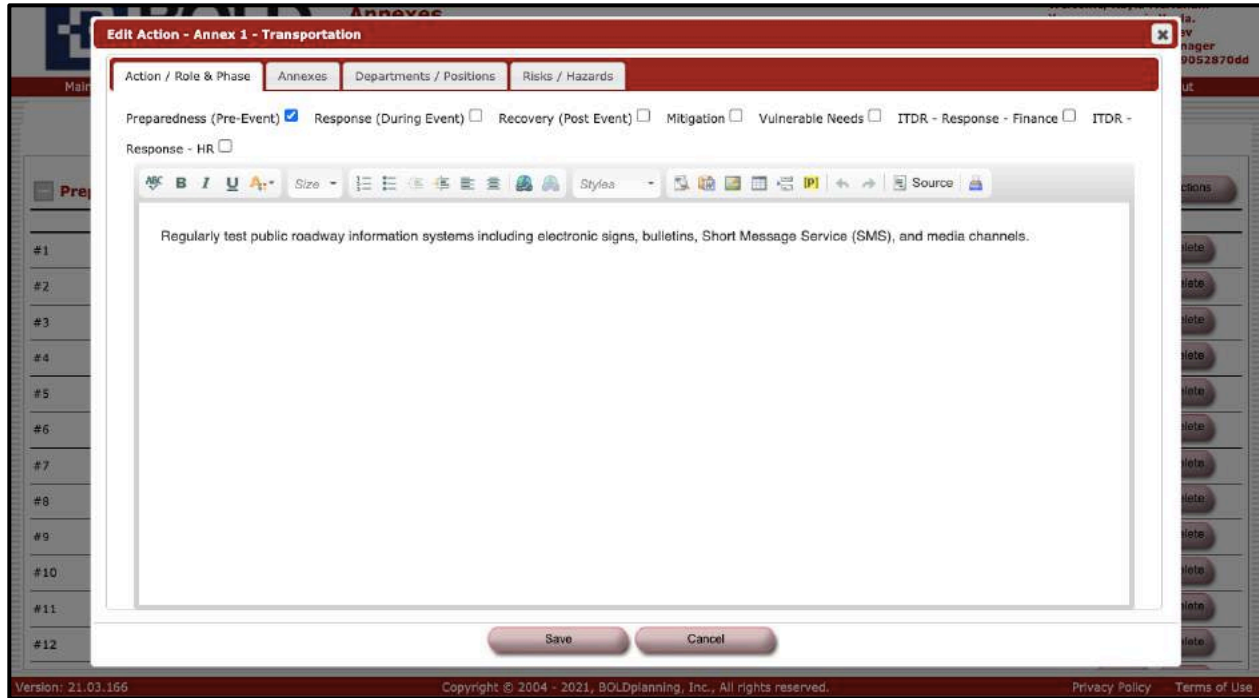 BOLD
Annexes
nager
9052870dd
Edit Action - Annex 1 - Transportation
Action / Role & Phase Annexes Departments / Positions Risks / Hazards
Preparedness (Pre-Event) Response (During Event) Recovery (Post Event) Mitigation Vulnerable Needs ITDR - Response - Finance ITDR -
Response - HR
ABC B I U A Size Styles [P] Source
Regularly test public roadway information systems including electronic signs, bulletins, Short Message Service (SMS), and media channels.
#1
#2
#3
#4
#5
#6
#7
#8
#9
#10
#11
#12
Save Cancel
Version: 21.03.166 Copyright © 2004 - 2021, BOLDplanning, Inc., All rights reserved. Privacy Policy Terms of Use